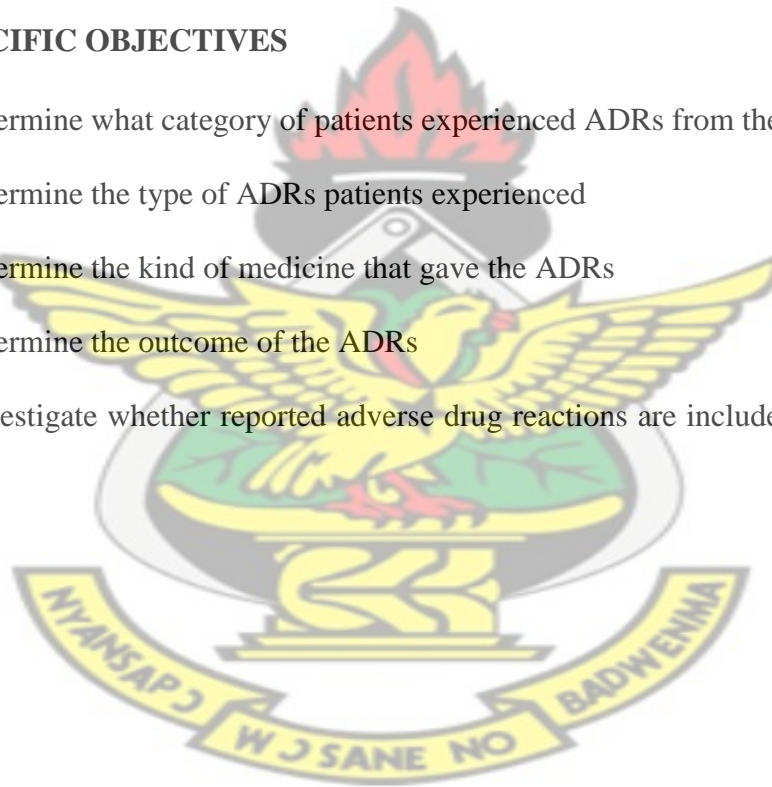 CIFIC OBJECTIVES
ermine what category of patients experienced ADRs from the
ermine the type of ADRs patients experienced
ermine the kind of medicine that gave the ADRs
ermine the outcome of the ADRs
estigate whether reported adverse drug reactions are include
NYANSAPƆ WƆSANE NO BADWENMA